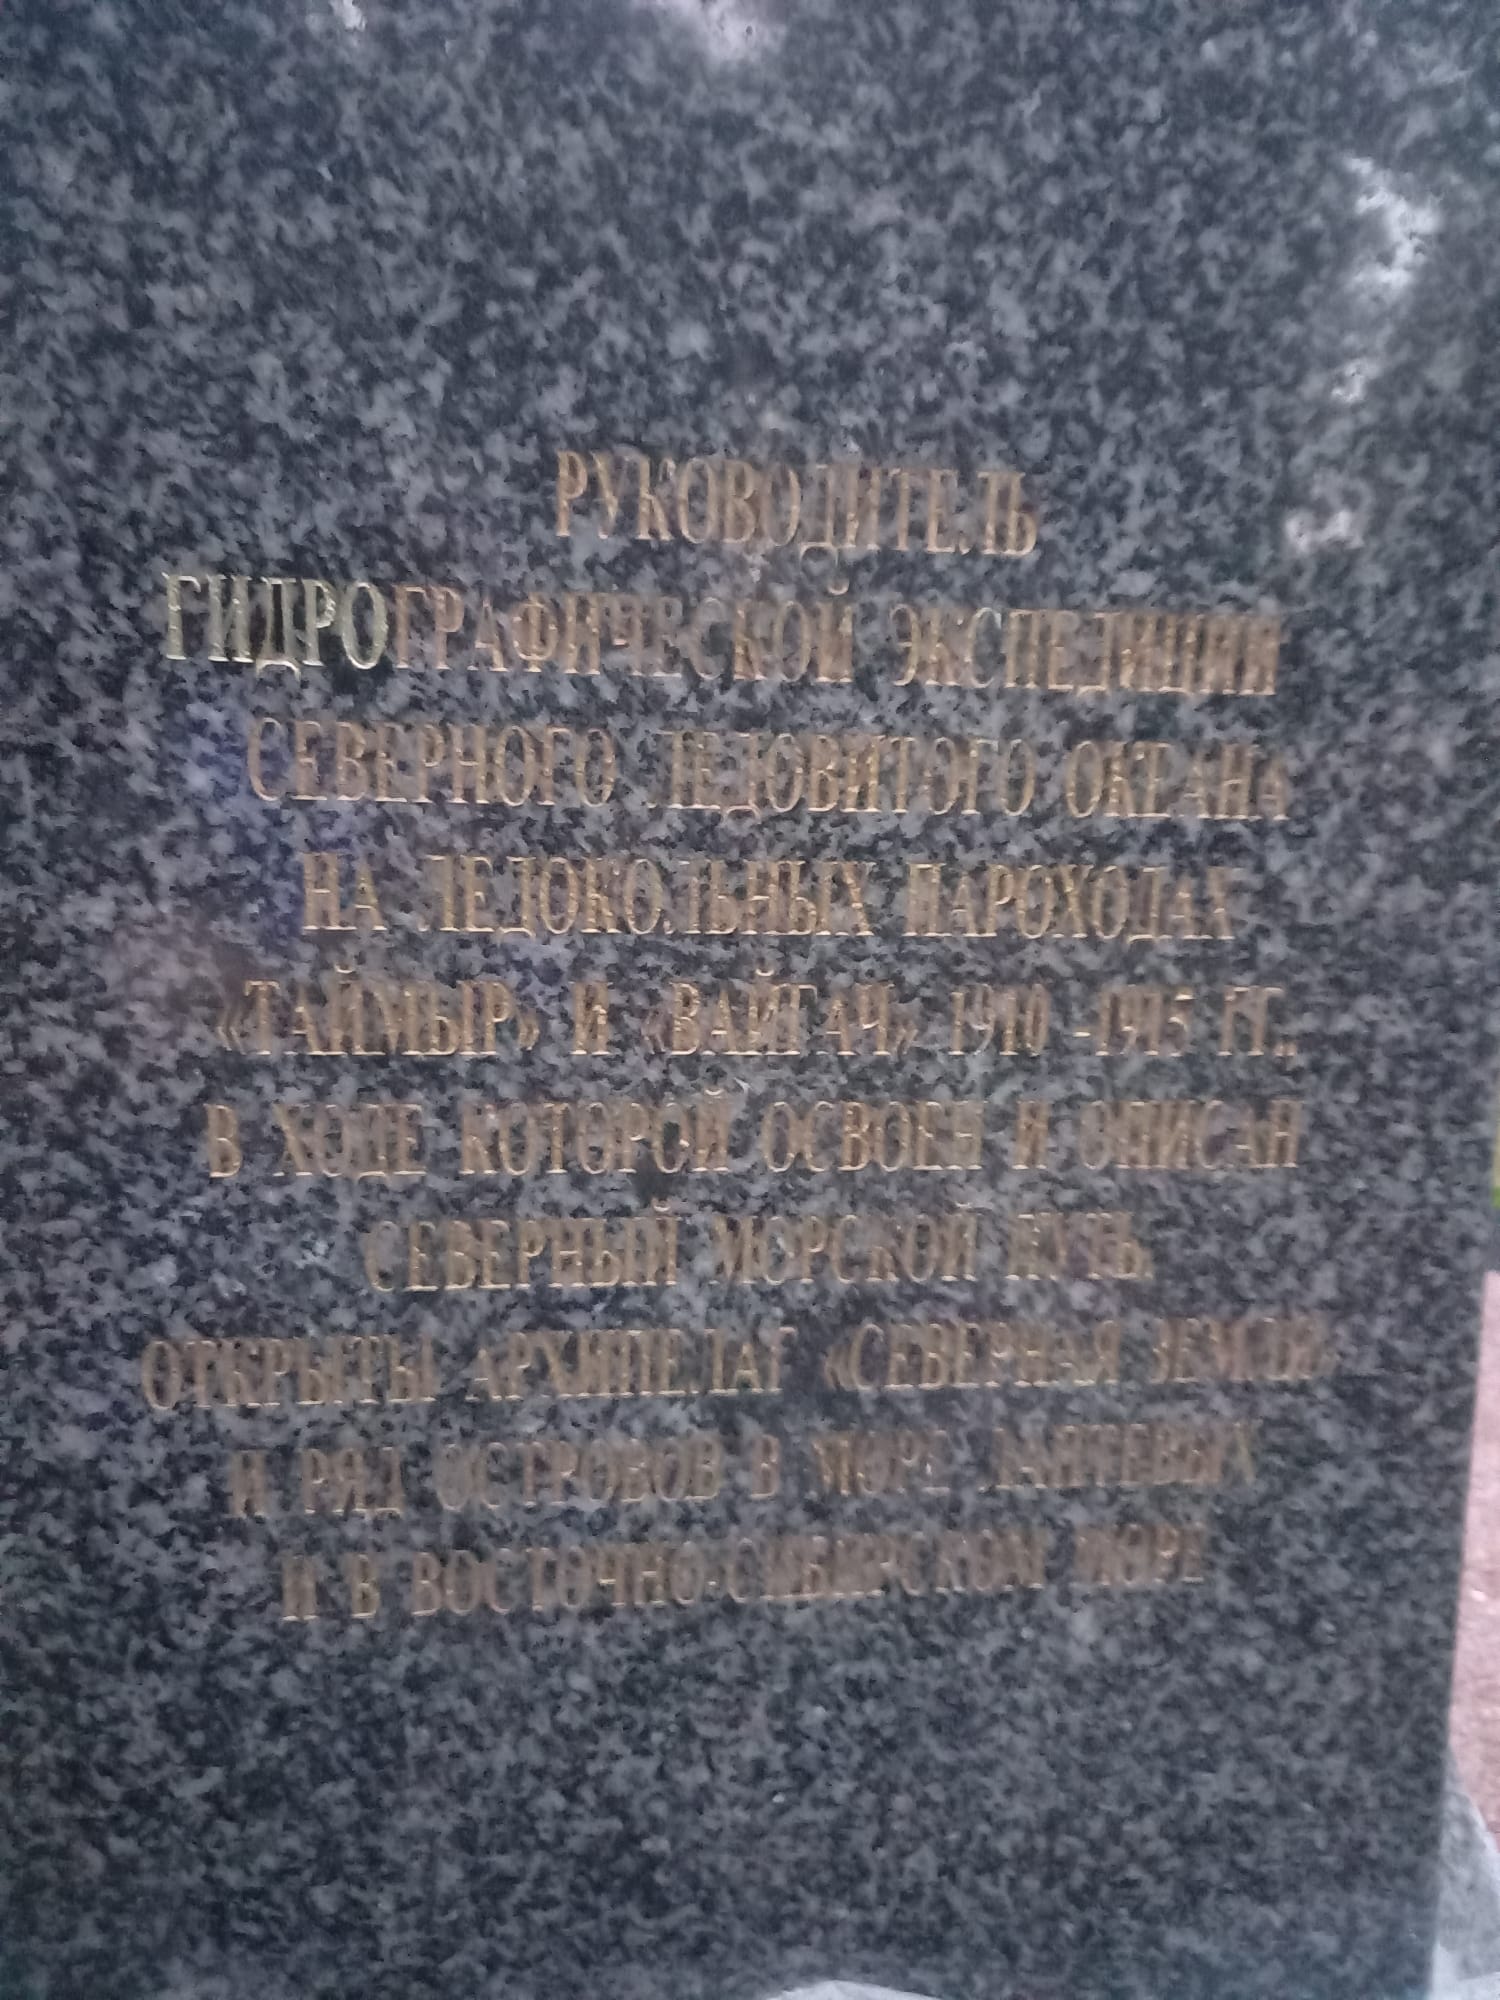 РУКОВОДИТЕЛЬ
ГИДРОГРАФИЧЕСКОЙ ЭКСПЕДИЦИИ
СЕВЕРНОГО ЛЕДОВИТОГО ОКЕАНА
НА ЛЕДОКОЛЬНЫХ ПАРОХОДАХ
«ТАЙМЫР» И «ВАЙГАЧ» 1910 -1915 ГГ.,
В ХОДЕ КОТОРОЙ ОСВОЕН И ОПИСАН
СЕВЕРНЫЙ МОРСКОЙ ПУТЬ,
ОТКРЫТЫ АРХИПЕЛАГ «СЕВЕРНАЯ
И РЯД ОСТРОВОВ В МОРЕ ЛАПТЕВЫХ
И В ВОСТОЧНО-СИБИРСКОМ МОРЕ